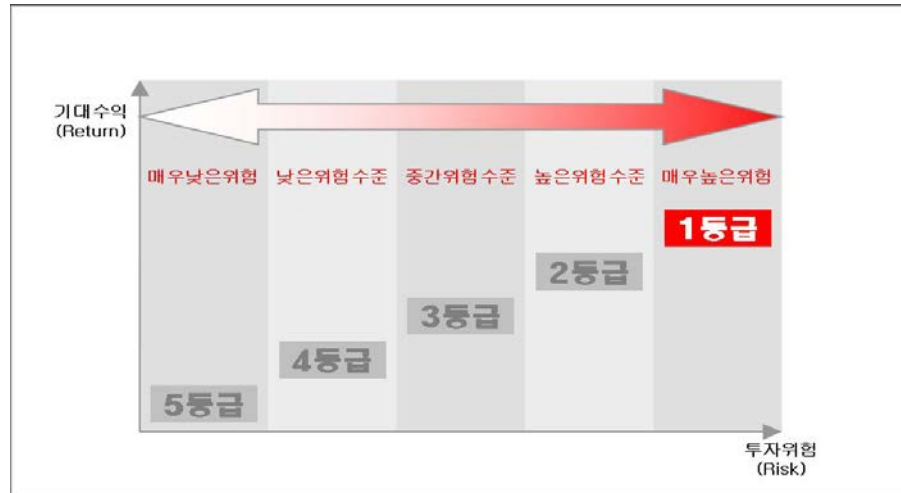 기대수익
(Return)
매우낮은위험 낮은위험수준 중간위험수준 높은위험수준 매우높은위험
1등급
2등급
3등급
4등급
5등급
투자위험
(Risk)